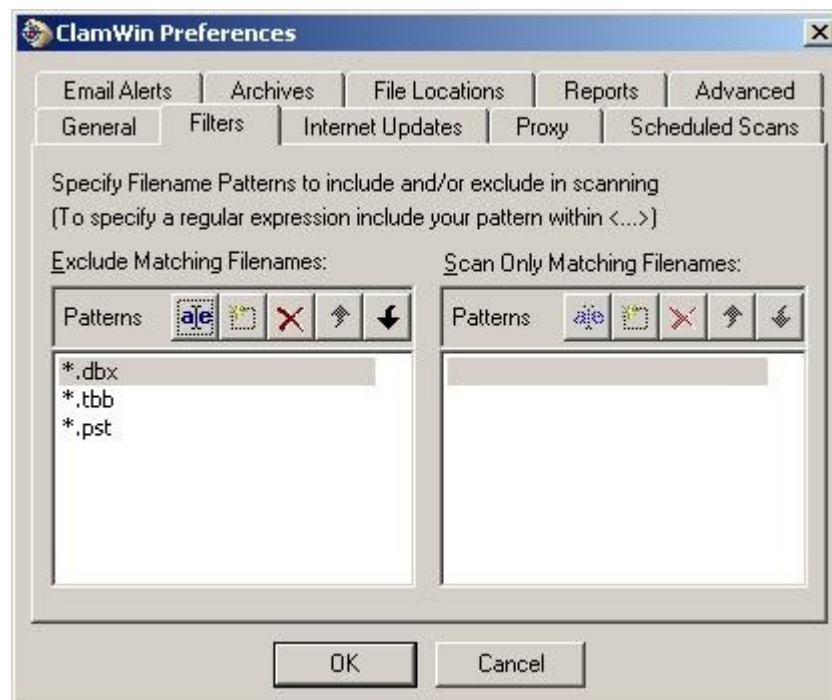 ClamWin Preferences
Email Alerts Archives File Locations Reports Advanced
General Filters Internet Updates Proxy Scheduled Scans
Specify Filename Patterns to include and/or exclude in scanning
(To specify a regular expression include your pattern within <...>)
Exclude Matching Filenames: Scan Only Matching Filenames:
Patterns a|e Patterns a|e
*.dbx
*.tbb
*.pst
OK Cancel